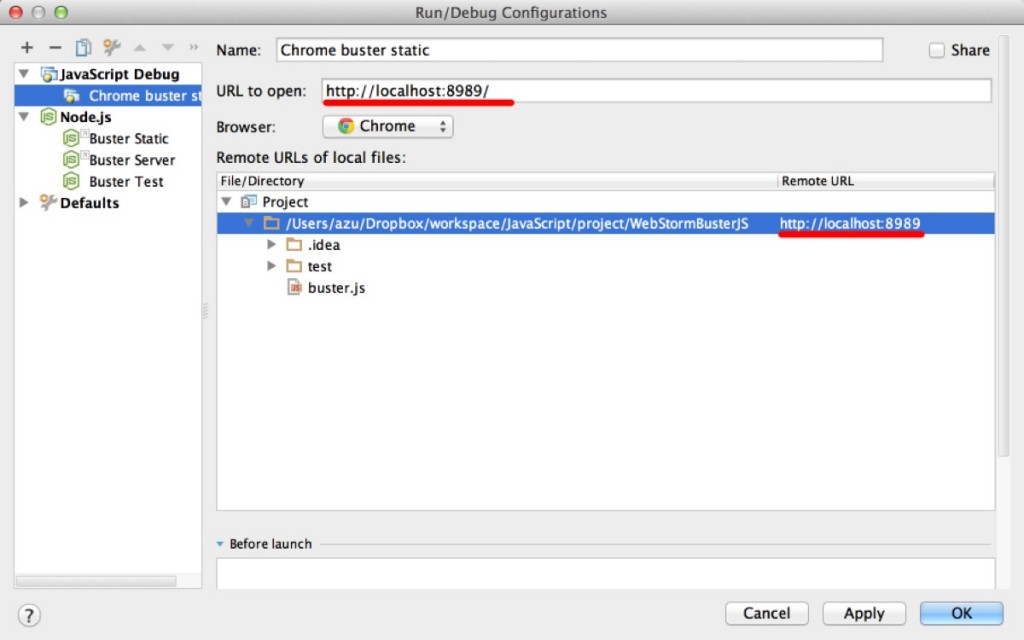 Run/Debug Configurations
Name: Chrome buster static Share
JavaScript Debug
URL to open: http://localhost:8989/
Chrome buster st
Node.js
Browser: Chrome
Buster Static
Buster Server
Remote URLs of local files:
Buster Test
File/Directory Remote URL
Defaults
Project
/Users/azu/Dropbox/workspace/JavaScript/project/WebStormBusterJS http://localhost:8989
.idea
test
buster.js
Before launch
? Cancel Apply OK